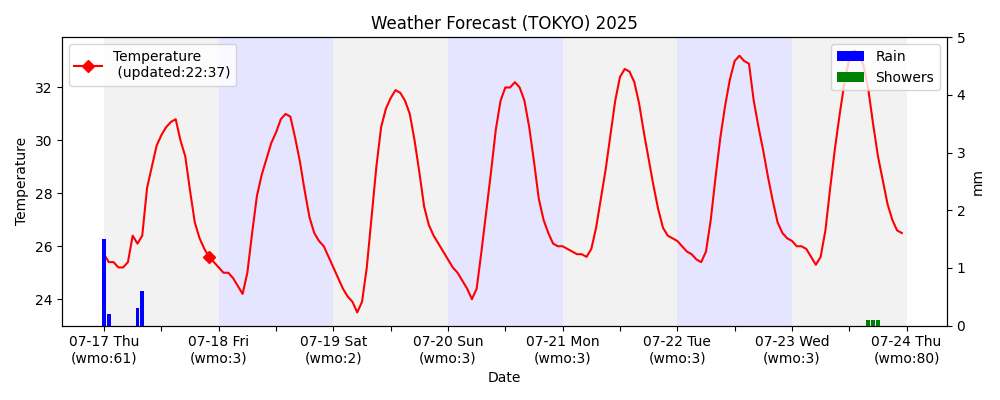 Weather Forecast (TOKYO) 2025
Temperature
(updated:22:37)
Rain
Showers
Temperature
32
30
28
26
24
5
4
3
2
1
0
mm
07-17 Thu
(wmo:61)
07-18 Fri
(wmo:3)
07-19 Sat
(wmo:2)
07-20 Sun
(wmo:3)
07-21 Mon
(wmo:3)
07-22 Tue
(wmo:3)
07-23 Wed
(wmo:3)
07-24 Thu
(wmo:80)
Date